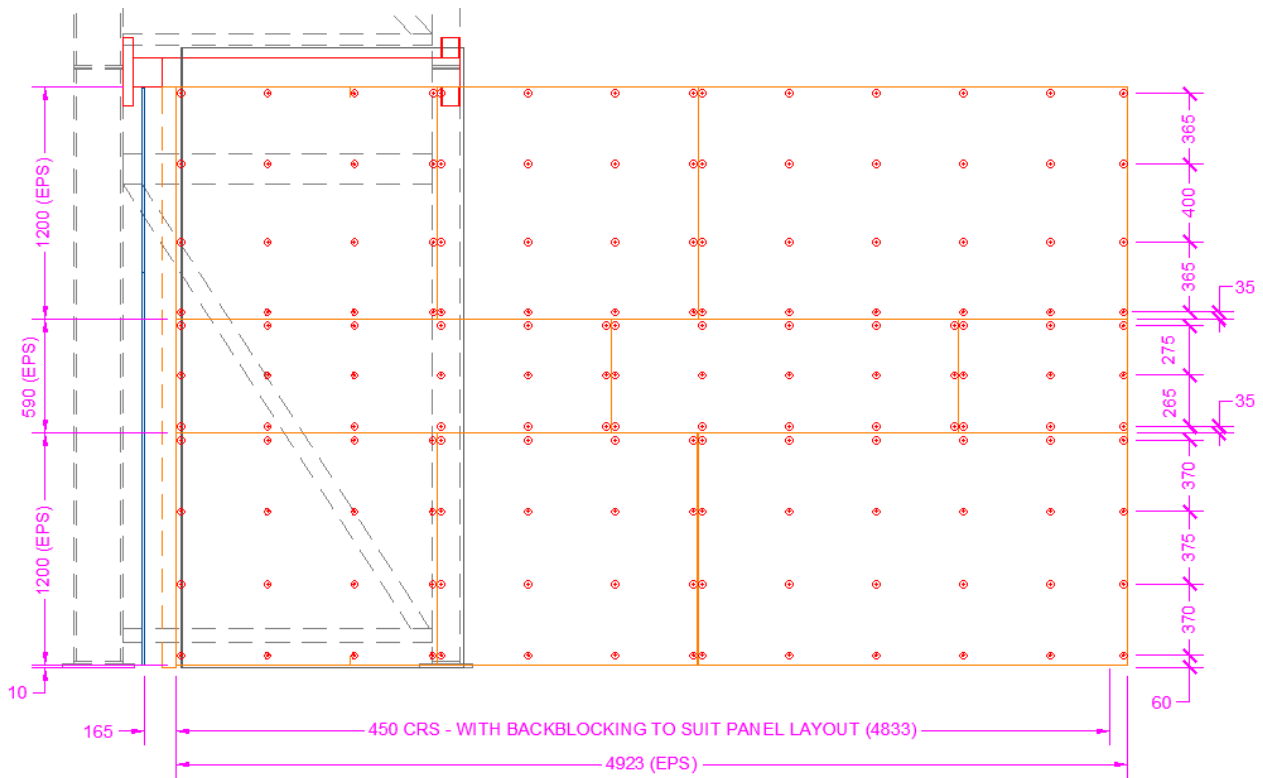 1200 (EPS)
590 (EPS)
1200 (EPS)
10
165
365
400
365
35
275
265
35
370
375
370
60
450 CRS - WITH BACKBLOCKING TO SUIT PANEL LAYOUT (4833)
4923 (EPS)